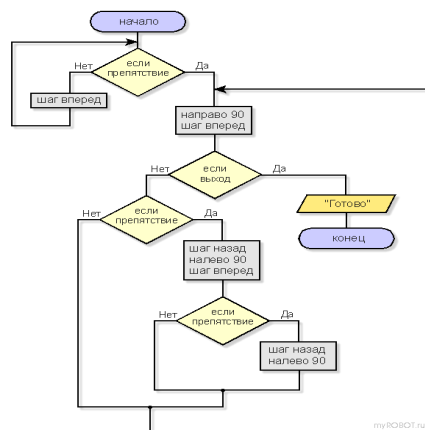 начало
если
препятствие
Нет
Да
шаг вперед
направо 90
шаг вперед
если
выход
Нет
Да
"Готово"
конец
если
препятствие
Нет
Да
шаг назад
налево 90
шаг вперед
если
препятствие
Нет
Да
шаг назад
налево 90
myROBOT.ru